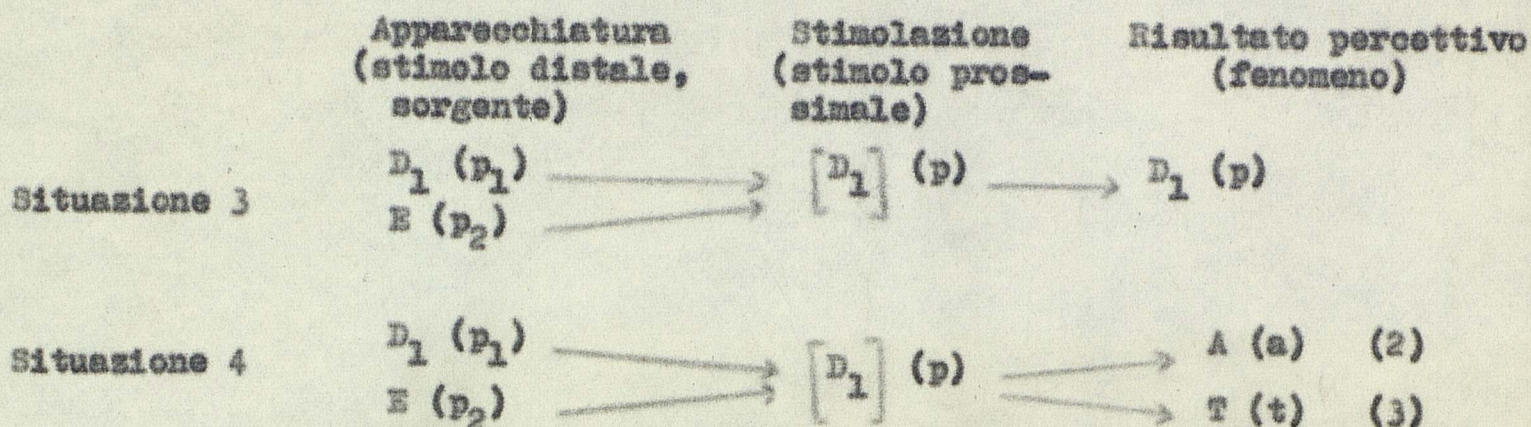 Apparecchiatura Stimolazione Risultato percettivo
(stimolo distale, (stimolo pros- (fenomeno)
sorgente) simale)
D₁ (p₁) → [D₁] (p) → D₁ (p)
Situazione 3
E (p₂)
D₁ (p₁) → [D₁] (p) → A (a) (2)
Situazione 4
E (p₂) T (t) (3)